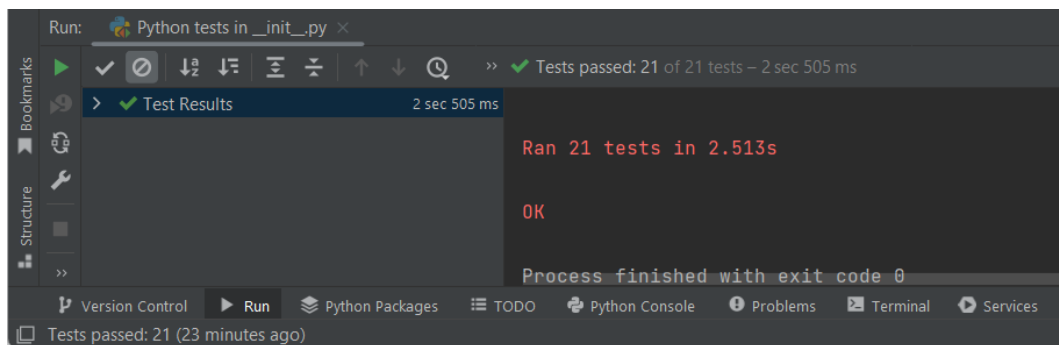 Run: Python tests in __init__.py ×
Bookmarks
Structure
» Tests passed: 21 of 21 tests – 2 sec 505 ms
Test Results 2 sec 505 ms
Ran 21 tests in 2.513s
OK
Process finished with exit code 0
»
Version Control Run Python Packages TODO Python Console Problems Terminal Services
Tests passed: 21 (23 minutes ago)